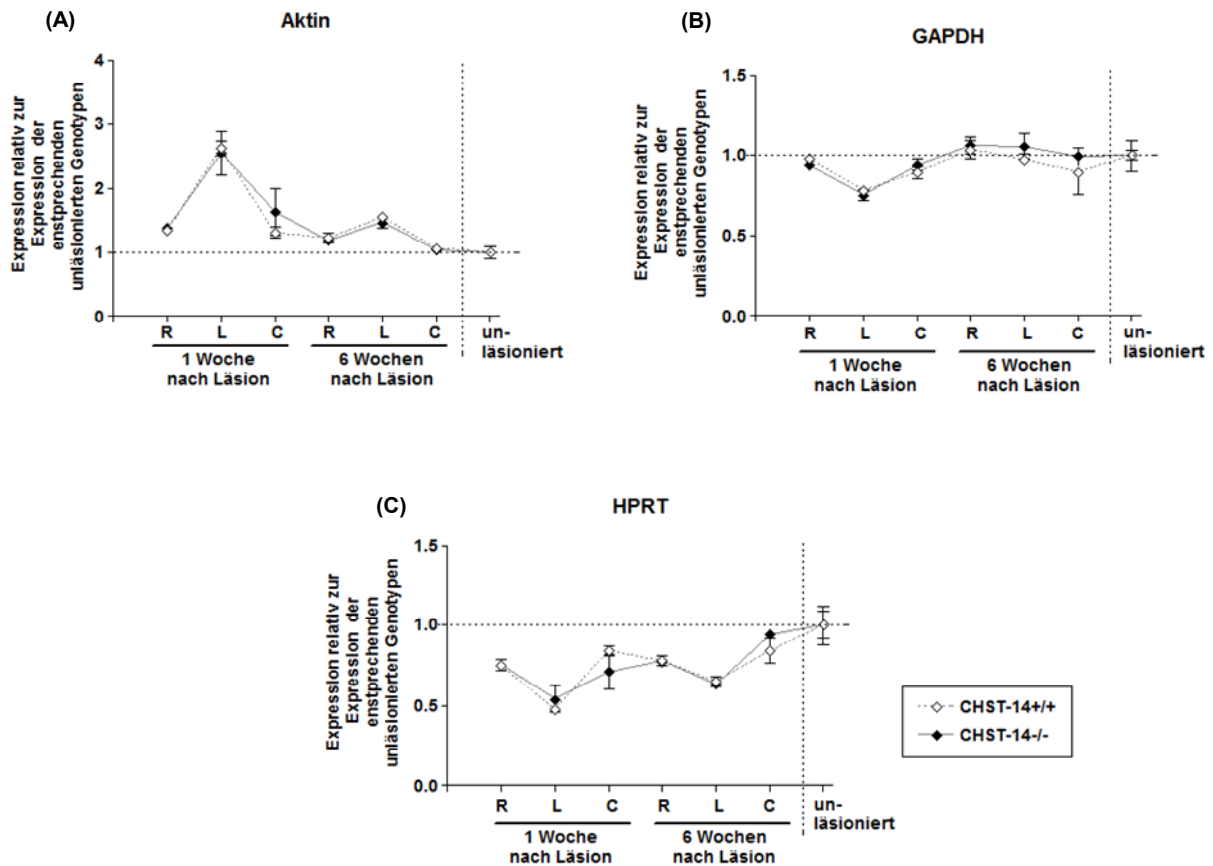 (A)
Aktin
Expression relativ zur
Expression der
enstprechenden
unläsionierten Genotypen
4
3
2
1
0
R L C R L C
un-
läsioniert
1 Woche
nach Läsion
6 Wochen
nach Läsion
(B)
GAPDH
Expression relativ zur
Expression der
enstprechenden
unläsionierten Genotypen
1.5
1.0
0.5
0.0
R L C R L C
un-
läsioniert
1 Woche
nach Läsion
6 Wochen
nach Läsion
(C)
HPRT
Expression relativ zur
Expression der
enstprechenden
unläsionierten Genotypen
1.5
1.0
0.5
0.0
R L C R L C
un-
läsioniert
1 Woche
nach Läsion
6 Wochen
nach Läsion
CHST-14+/+
CHST-14-/-